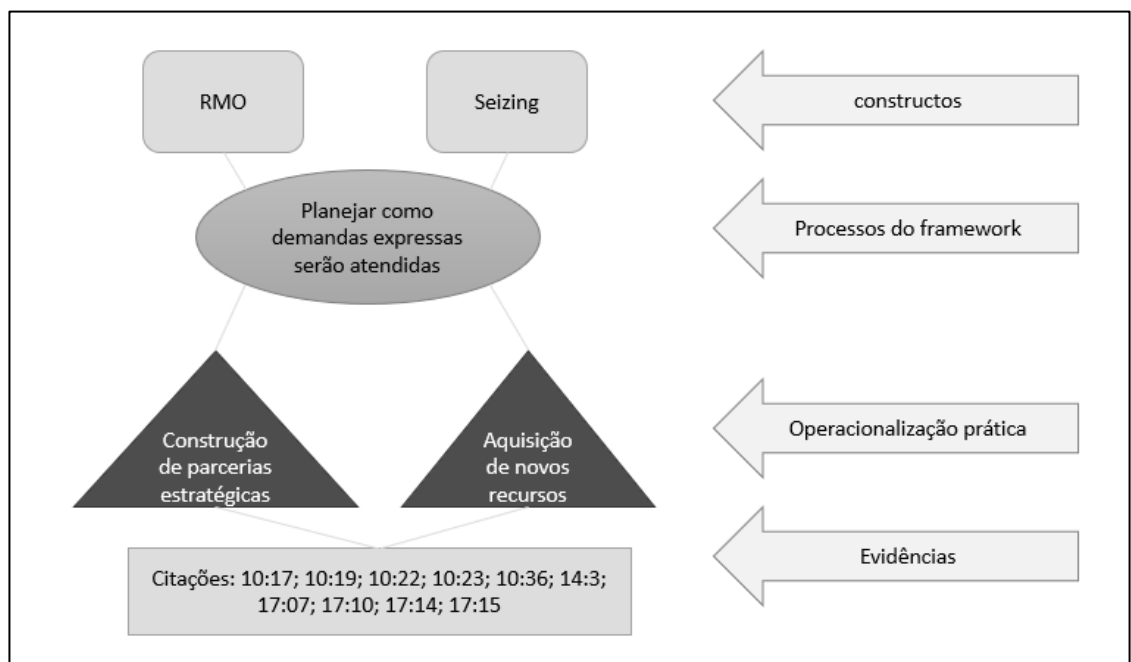 RMO
Seizing
constructos
Planejar como
demandas expressas
serão atendidas
Processos do framework
Construção
de parcerias
estratégicas
Aquisição
de novos
recursos
Operacionalização prática
Citações: 10:17; 10:19; 10:22; 10:23; 10:36; 14:3;
17:07; 17:10; 17:14; 17:15
Evidências